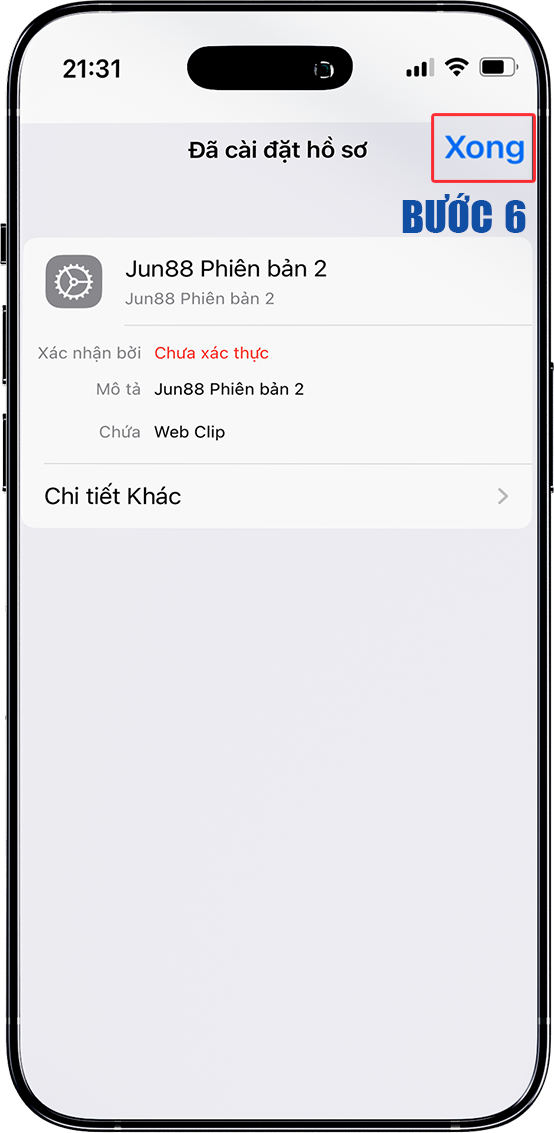 21:31
Đã cài đặt hồ sơ
Xong
BƯỚC 6
Jun88 Phiên bản 2
Jun88 Phiên bản 2
Xác nhận bởi Chưa xác thực
Mô tả Jun88 Phiên bản 2
Chứa Web Clip
Chi tiết Khác